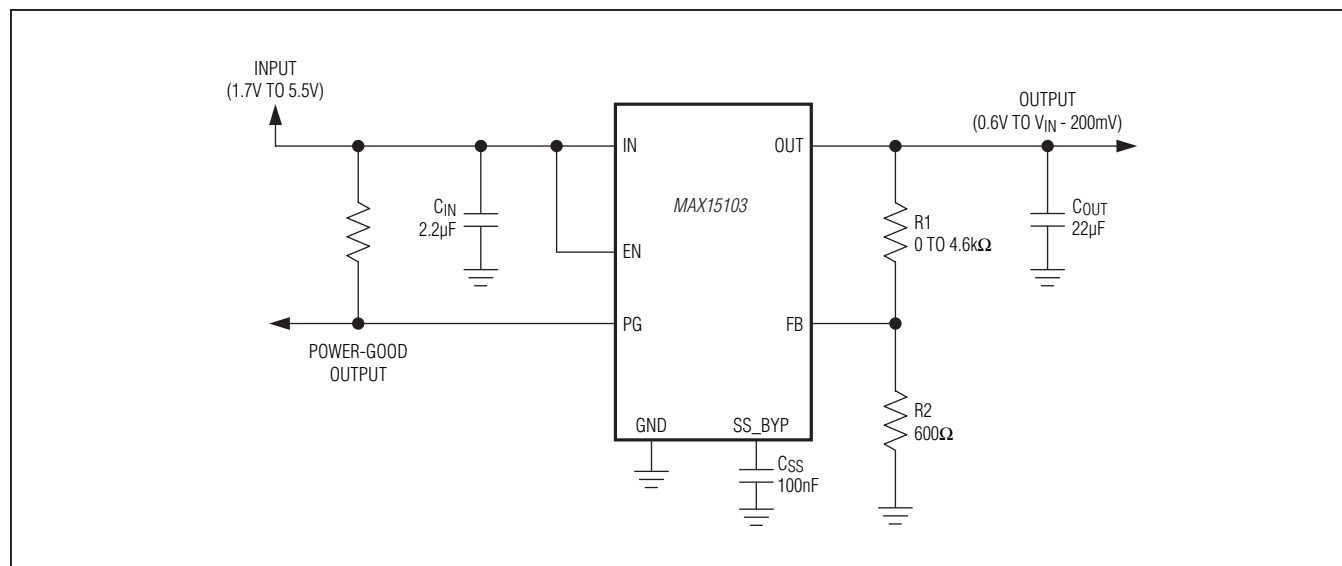 INPUT
(1.7V TO 5.5V)
OUTPUT
(0.6V TO VIN - 200mV)
IN
OUT
MAX15103
CIN
2.2µF
R1
0 TO 4.6kΩ
COUT
22µF
EN
PG
FB
POWER-GOOD
OUTPUT
R2
600Ω
GND
SS_BYP
CSS
100nF